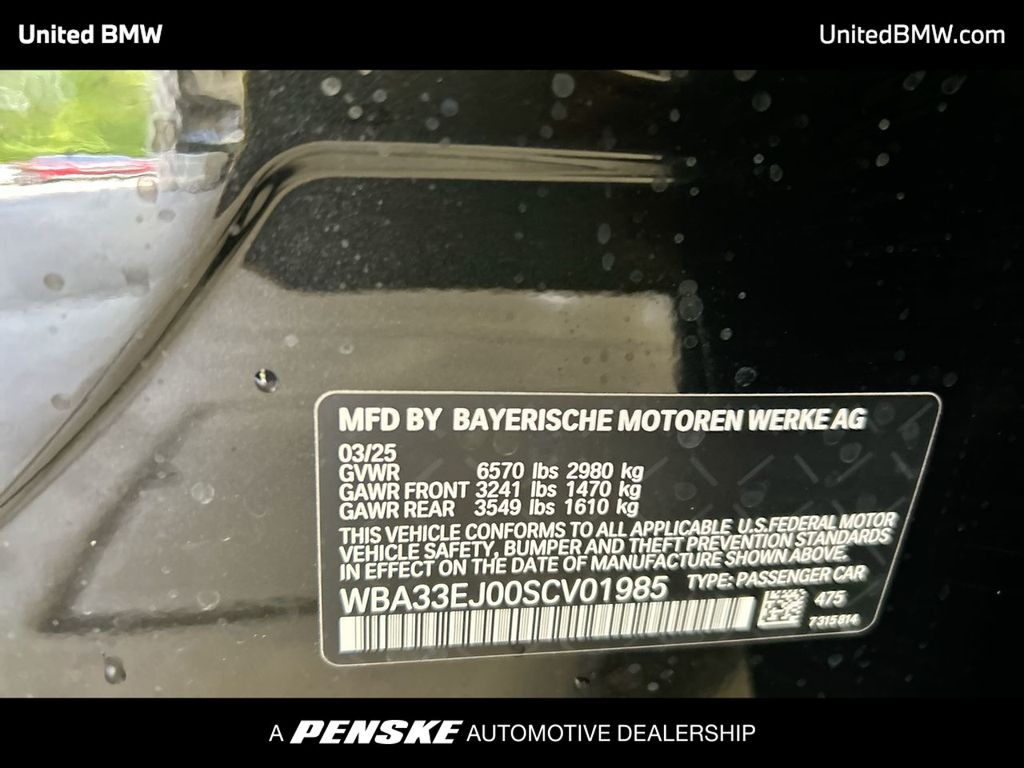 United BMW
UnitedBMW.com
MFD BY BAYERISCHE MOTOREN WERKE AG
03/25
GVWR 6570 lbs 2980 kg
GAWR FRONT 3241 lbs 1470 kg
GAWR REAR 3549 lbs 1610 kg
THIS VEHICLE CONFORMS TO ALL APPLICABLE U.S.FEDERAL MOTOR
VEHICLE SAFETY, BUMPER AND THEFT PREVENTION STANDARDS
IN EFFECT ON THE DATE OF MANUFACTURE SHOWN ABOVE.
WBA33EJ00SCV01985 TYPE: PASSENGER CAR
475
7315814
A PENSKE AUTOMOTIVE DEALERSHIP